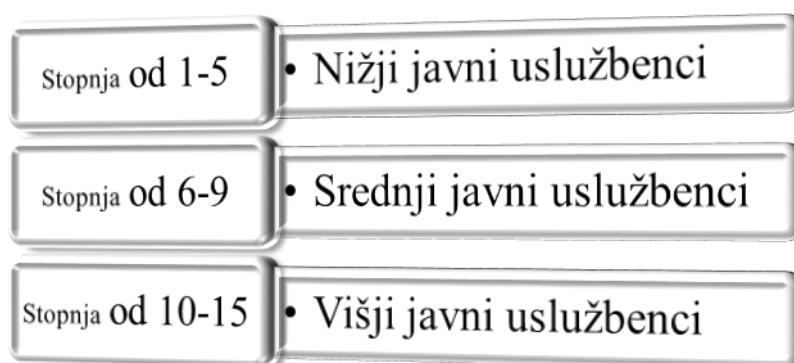 Stopnja od 1-5
• Nižji javni uslužbenci
Stopnja od 6-9
• Srednji javni uslužbenci
Stopnja od 10-15
• Višji javni uslužbenci